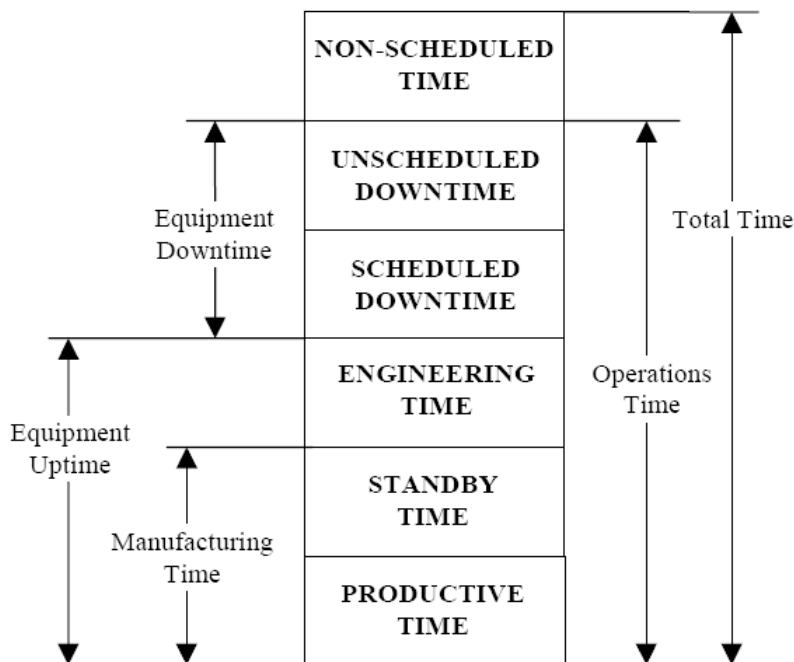 NON-SCHEDULED
TIME
UNSCHEDULED
DOWNTIME
Equipment
Downtime
Total Time
SCHEDULED
DOWNTIME
ENGINEERING
TIME
Operations
Time
Equipment
Uptime
STANDBY
TIME
Manufacturing
Time
PRODUCTIVE
TIME